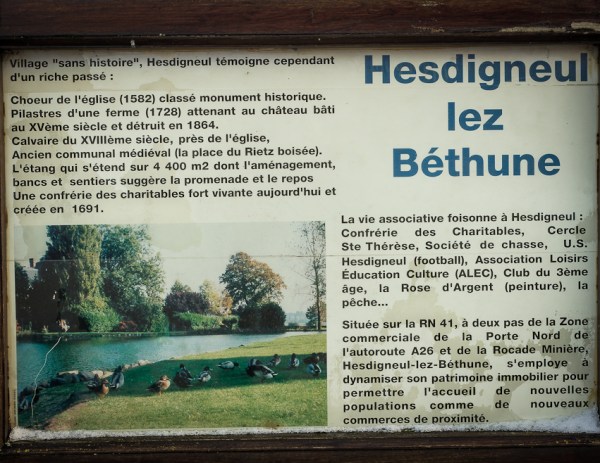 Village "sans histoire", Hesdigneul témoigne cependant
d'un riche passé :
Choeur de l'église (1582) classé monument historique.
Pilastres d'une ferme (1728) attenant au château bâti
au XVème siècle et détruit en 1864.
Calvaire du XVIIIème siècle, près de l'église,
Ancien communal médiéval (la place du Rietz boisée).
L'étang qui s'étend sur 4 400 m2 dont l'aménagement,
bancs et sentiers suggère la promenade et le repos
Une confrérie des charitables fort vivante aujourd'hui et
créée en 1691.
Hesdigneul
lez
Béthune
La vie associative foisonne à Hesdigneul :
Confrérie des Charitables, Cercle
Ste Thérèse, Société de chasse, U.S.
Hesdigneul (football), Association Loisirs
Éducation Culture (ALEC), Club du 3ème
âge, la Rose d'Argent (peinture), la
pêche...
Située sur la RN 41, à deux pas de la Zone
commerciale de la Porte Nord de
l'autoroute A26 et de la Rocade Minière,
Hesdigneul-lez-Béthune, s'emploie à
dynamiser son patrimoine immobilier pour
permettre l'accueil de nouvelles
populations comme de nouveaux
commerces de proximité.